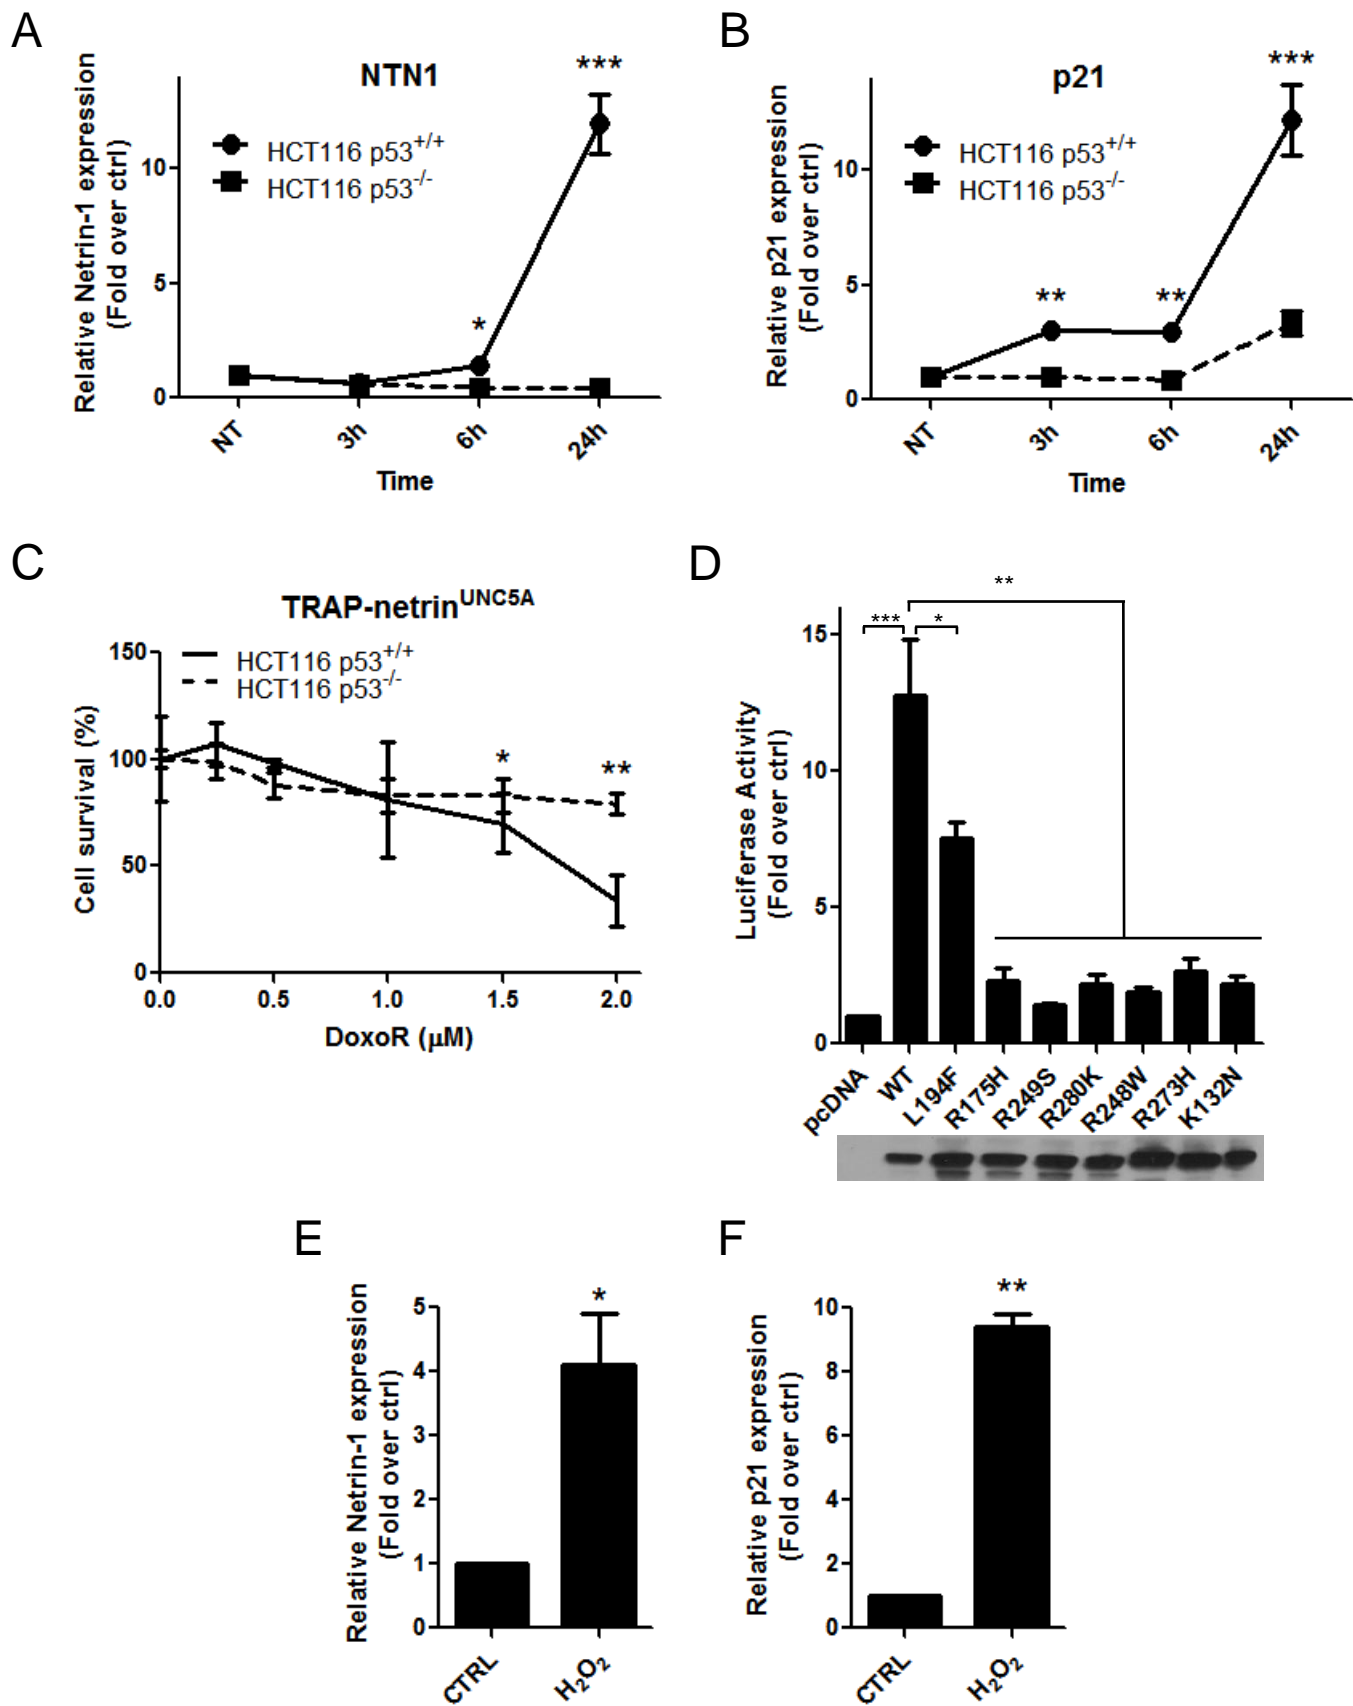 A
NTN1
***
Relative Netrin-1 expression
(Fold over ctrl)
HCT116 p53+/+
HCT116 p53-/-
10
5
0
*
NT
3h
6h
24h
Time
B
p21
***
Relative p21 expression
(Fold over ctrl)
HCT116 p53+/+
HCT116 p53-/-
10
5
0
**
**
NT
3h
6h
24h
Time
C
TRAP-netrinUNC5A
HCT116 p53+/+
HCT116 p53-/-
Cell survival (%)
150
100
50
0
*
**
0.0
0.5
1.0
1.5
2.0
DoxoR (μM)
D
**
***
*
Luciferase Activity
(Fold over ctrl)
15
10
5
0
pcDNA
WT
L194F
R175H
R249S
R280K
R248W
R273H
K132N
E
*
Relative Netrin-1 expression
(Fold over ctrl)
5
4
3
2
1
0
CTRL
H2O2
F
**
Relative p21 expression
(Fold over ctrl)
10
8
6
4
2
0
CTRL
H2O2